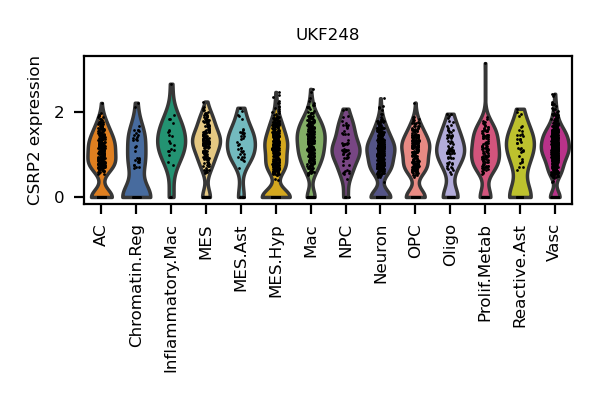 UKF248
CSRP2 expression
2
0
AC
Chromatin.Reg
Inflammatory.Mac
MES
MES.Ast
MES.Hyp
Mac
NPC
Neuron
OPC
Oligo
Prolif.Metab
Reactive.Ast
Vasc